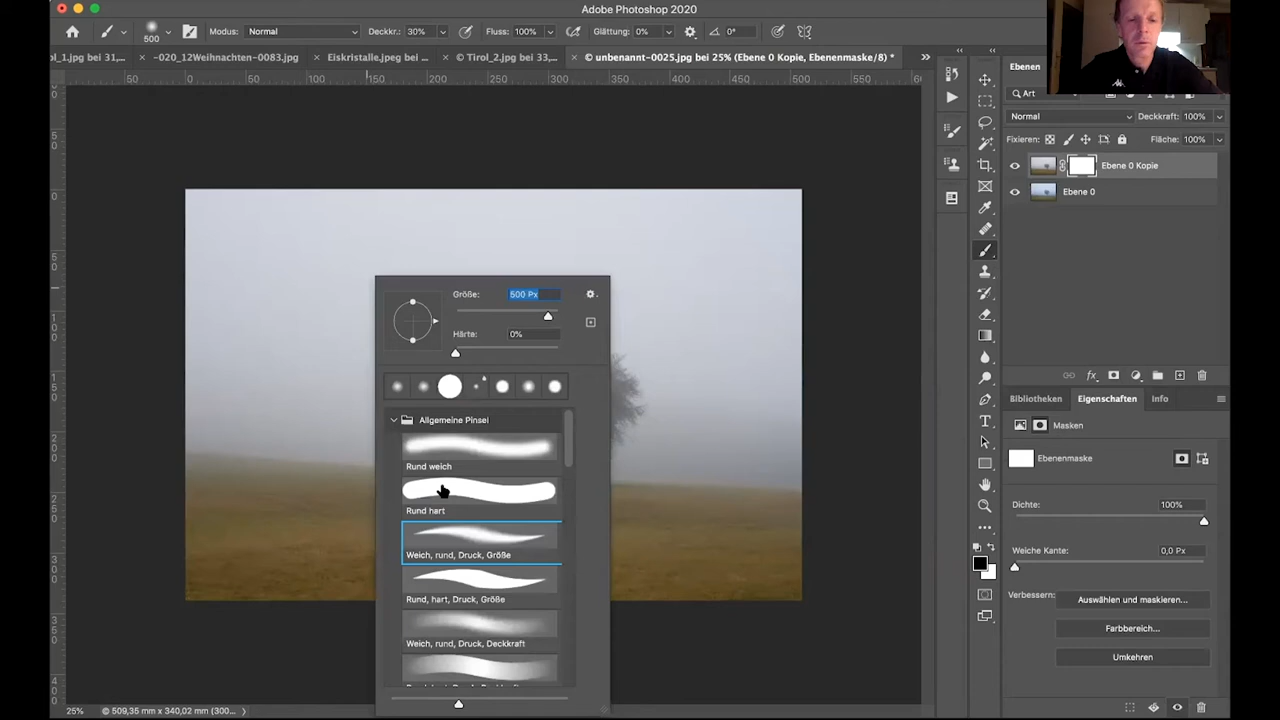 Adobe Photoshop 2020
500
Modus: Normal
Deckkr.: 30%
Fluss: 100%
Glättung: 0%
0°
ol_1.jpg bei 31,...
-020_12Weihnachten-0083.jpg
Eiskristalle.jpeg bei ...
© Tirol_2.jpg bei 33,...
© unbenannt-0025.jpg bei 25% (Ebene 0 Kopie, Ebenenmaske/8) *
50 0 50 100 150 200 250 300 350 400 450 500 550
Ebenen
Art
Normal
Deckkraft: 100%
Fixieren:
Fläche: 100%
Ebene 0 Kopie
Ebene 0
Größe: 500 Px
Härte: 0%
Allgemeine Pinsel
Rund weich
Rund hart
Weich, rund, Druck, Größe
Rund, hart, Druck, Größe
Weich, rund, Druck, Deckkraft
Bibliotheken
Eigenschaften
Info
Masken
Ebenenmaske
Dichte: 100%
Weiche Kante: 0,0 Px
Verbessern:
Auswählen und maskieren...
Farbbereich...
Umkehren
25%
509,35 mm x 340,02 mm (300...